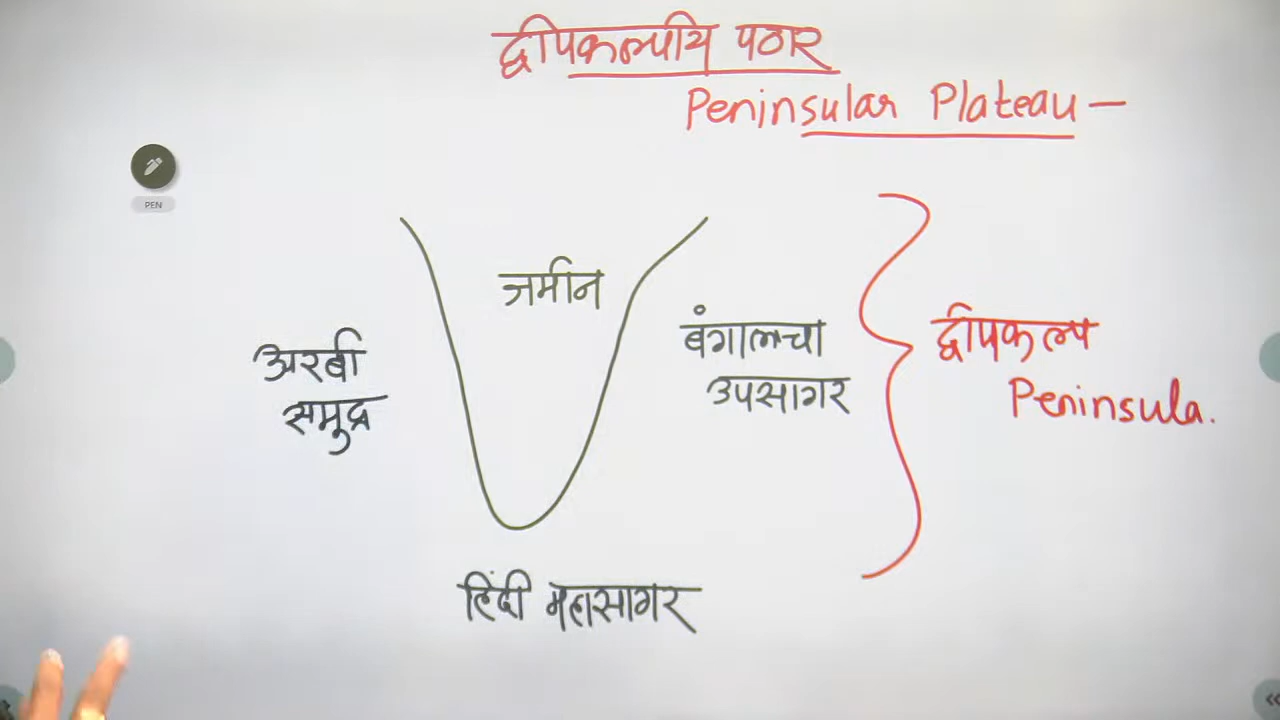 द्वीपकल्पीय पठार
Peninsular Plateau —
PEN
जमीन
अरबी
समुद्र
बंगालचा
उपसागर
द्वीपकल्प
Peninsula.
हिंदी महासागर